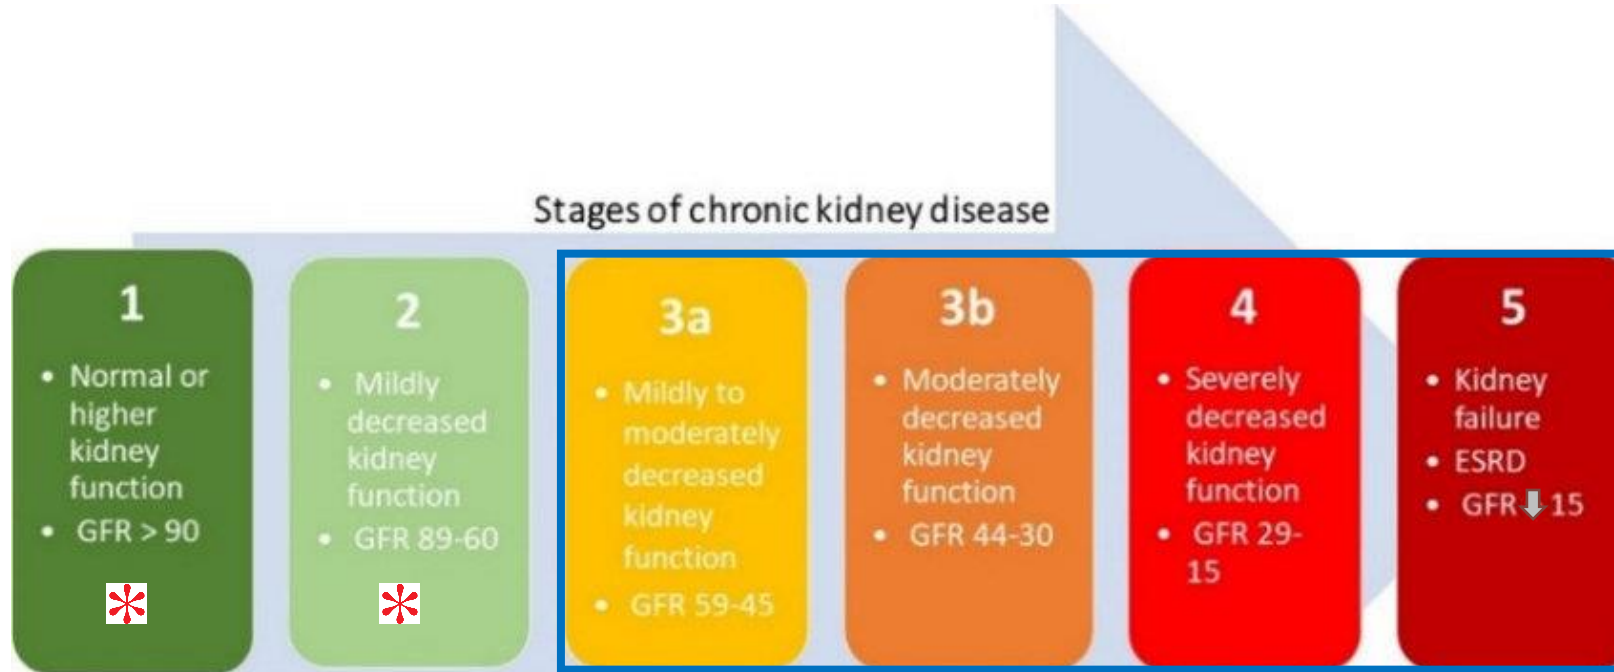 Stages of chronic kidney disease
1
• Normal or
higher
kidney
function
• GFR > 90
*
2
• Mildly
decreased
kidney
function
• GFR 89-60
*
3a
• Mildly to
moderately
decreased
kidney
function
• GFR 59-45
3b
• Moderately
decreased
kidney
function
• GFR 44-30
4
• Severely
decreased
kidney
function
• GFR 29-
15
5
• Kidney
failure
• ESRD
• GFR ⬇ 15